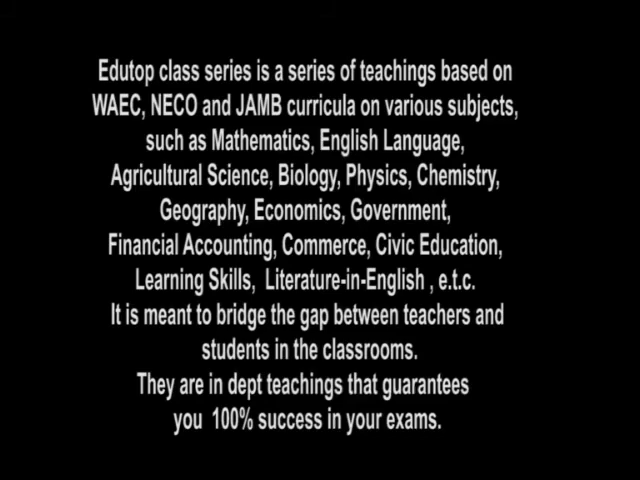 Edutop class series is a series of teachings based on
WAEC, NECO and JAMB curricula on various subjects,
such as Mathematics, English Language,
Agricultural Science, Biology, Physics, Chemistry,
Geography, Economics, Government,
Financial Accounting, Commerce, Civic Education,
Learning Skills,  Literature-in-English , e.t.c.
It is meant to bridge the gap between teachers and
students in the classrooms.
They are in dept teachings that guarantees
you  100% success in your exams.